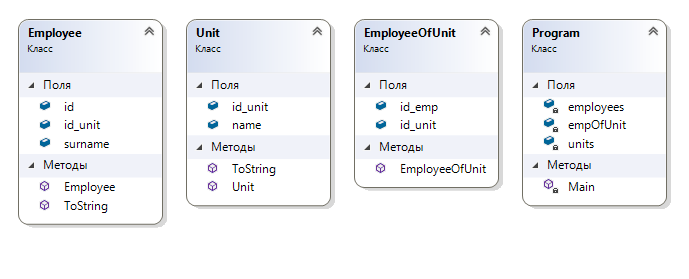 Employee
Класс
Поля
id
id_unit
surname
Методы
Employee
ToString
Unit
Класс
Поля
id_unit
name
Методы
ToString
Unit
EmployeeOfUnit
Класс
Поля
id_emp
id_unit
Методы
EmployeeOfUnit
Program
Класс
Поля
employees
empOfUnit
units
Методы
Main